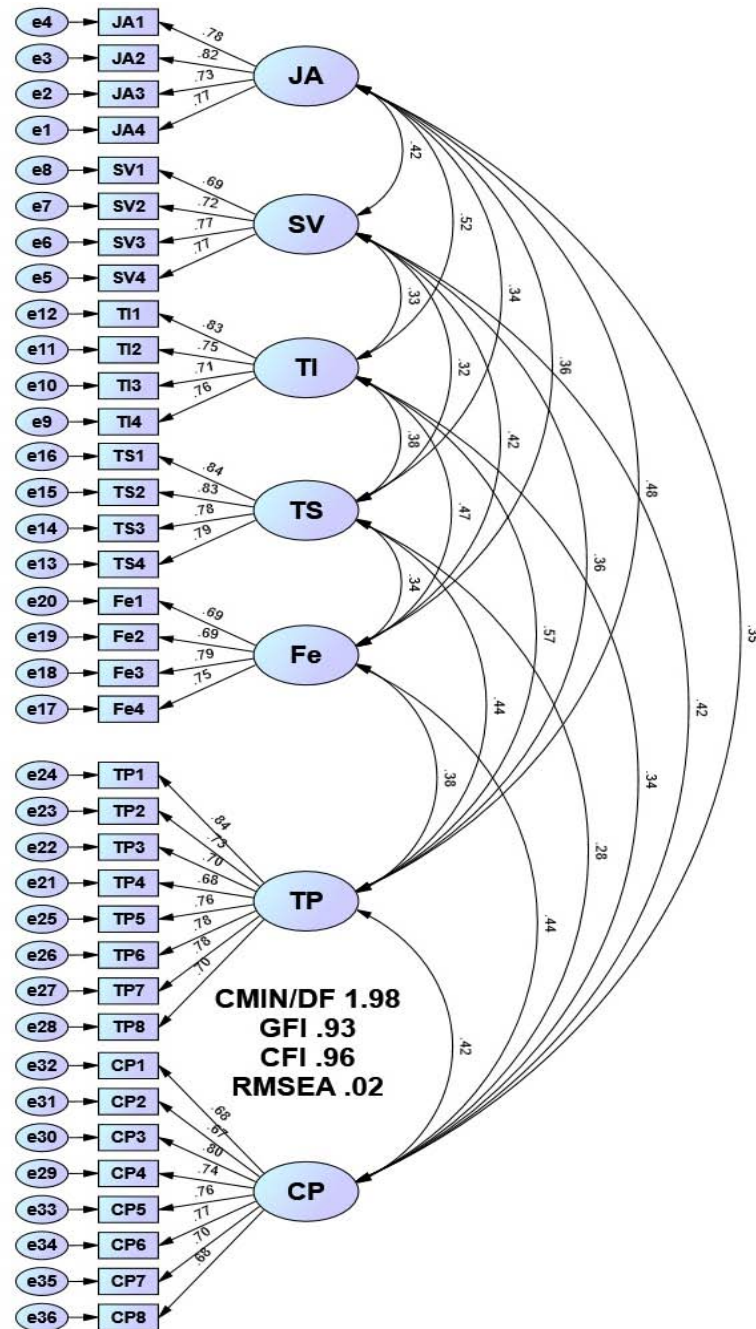 e4 JA1 .78
e3 JA2 .82
e2 JA3 .73
e1 JA4 .77
JA
e8 SV1 .69
e7 SV2 .72
e6 SV3 .77
e5 SV4 .77
SV
e12 TI1 .83
e11 TI2 .75
e10 TI3 .71
e9 TI4 .76
TI
e16 TS1 .84
e15 TS2 .83
e14 TS3 .78
e13 TS4 .79
TS
e20 Fe1 .69
e19 Fe2 .69
e18 Fe3 .79
e17 Fe4 .75
Fe
e24 TP1 .84
e23 TP2 .73
e22 TP3 .70
e21 TP4 .68
e25 TP5 .76
e26 TP6 .78
e27 TP7 .78
e28 TP8 .70
TP
e32 CP1 .68
e31 CP2 .67
e30 CP3 .80
e29 CP4 .74
e33 CP5 .76
e34 CP6 .77
e35 CP7 .70
e36 CP8 .68
CP
.42
.52
.33
.34
.32
.36
.38
.42
.47
.48
.36
.34
.57
.35
.44
.42
.38
.34
.28
.44
.42
CMIN/DF 1.98
GFI .93
CFI .96
RMSEA .02